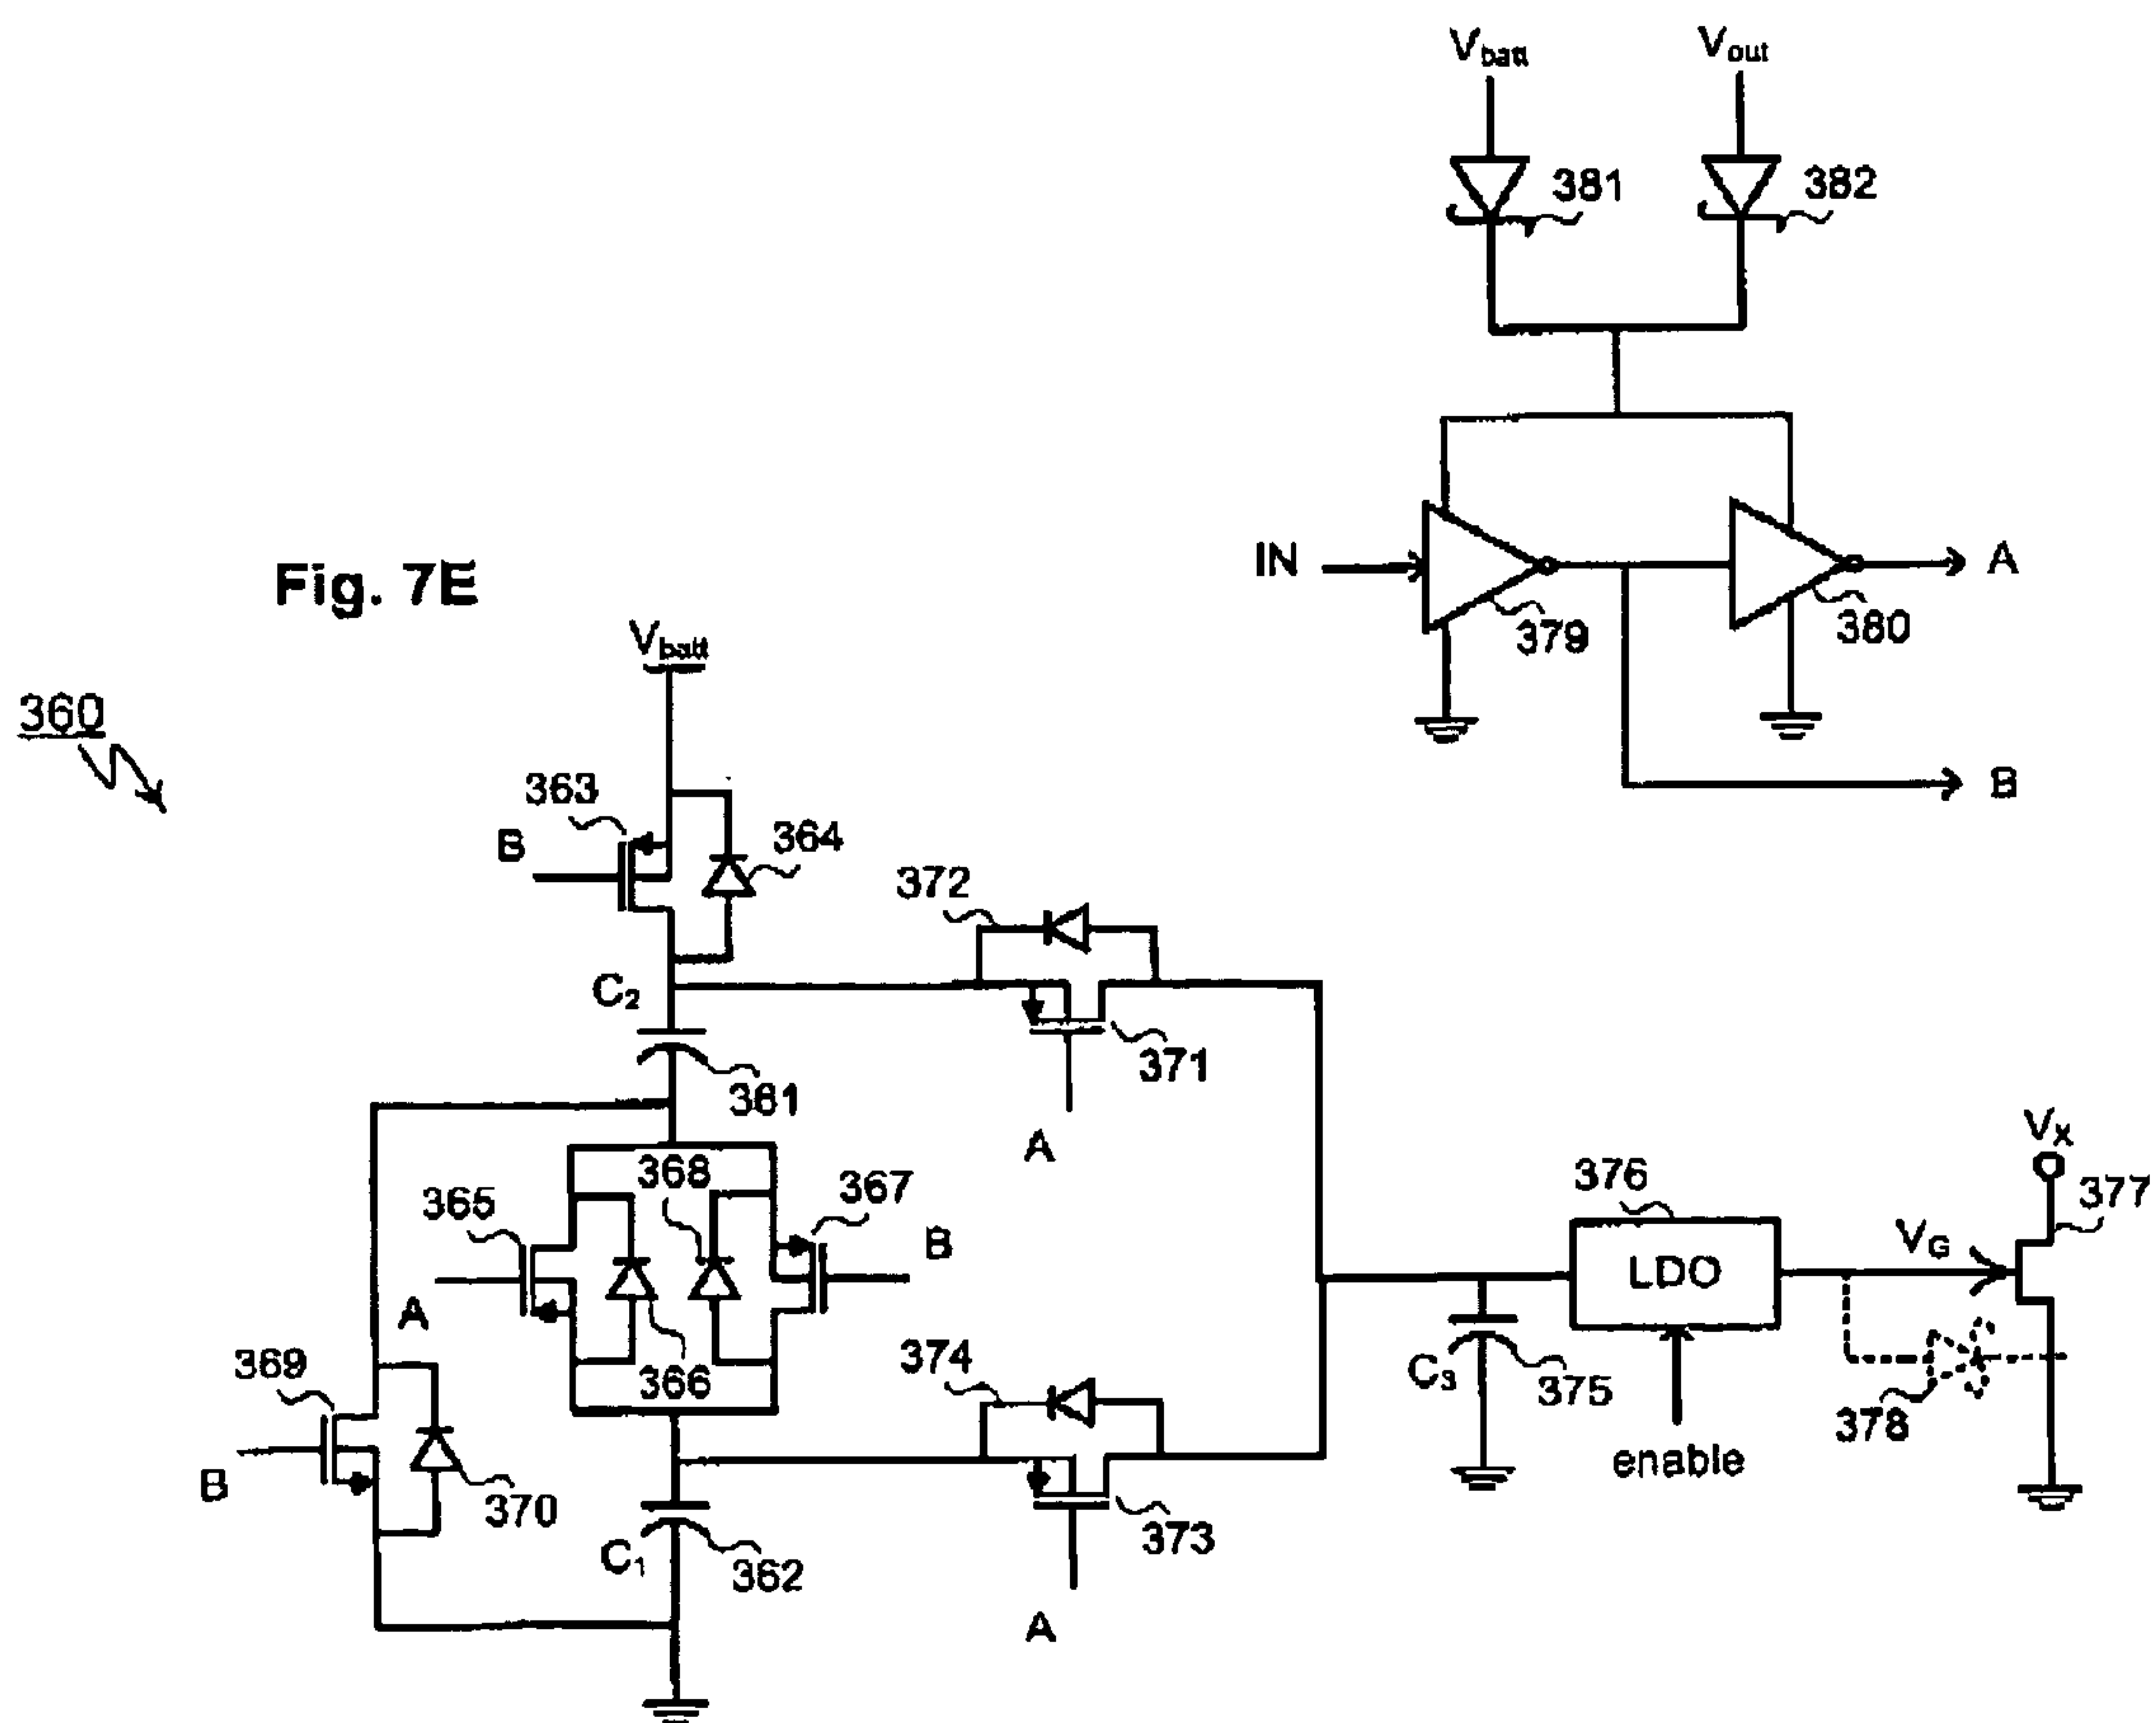 Vbatt
Vout
381
382
IN
A
379
380
B
Fig. 7E
Vbatt
360
363
B
364
372
C2
371
381
A
368
367
365
B
A
369
366
374
B
370
373
C1
362
A
376
VX
377
LDO
VG
C3
375
378
enable